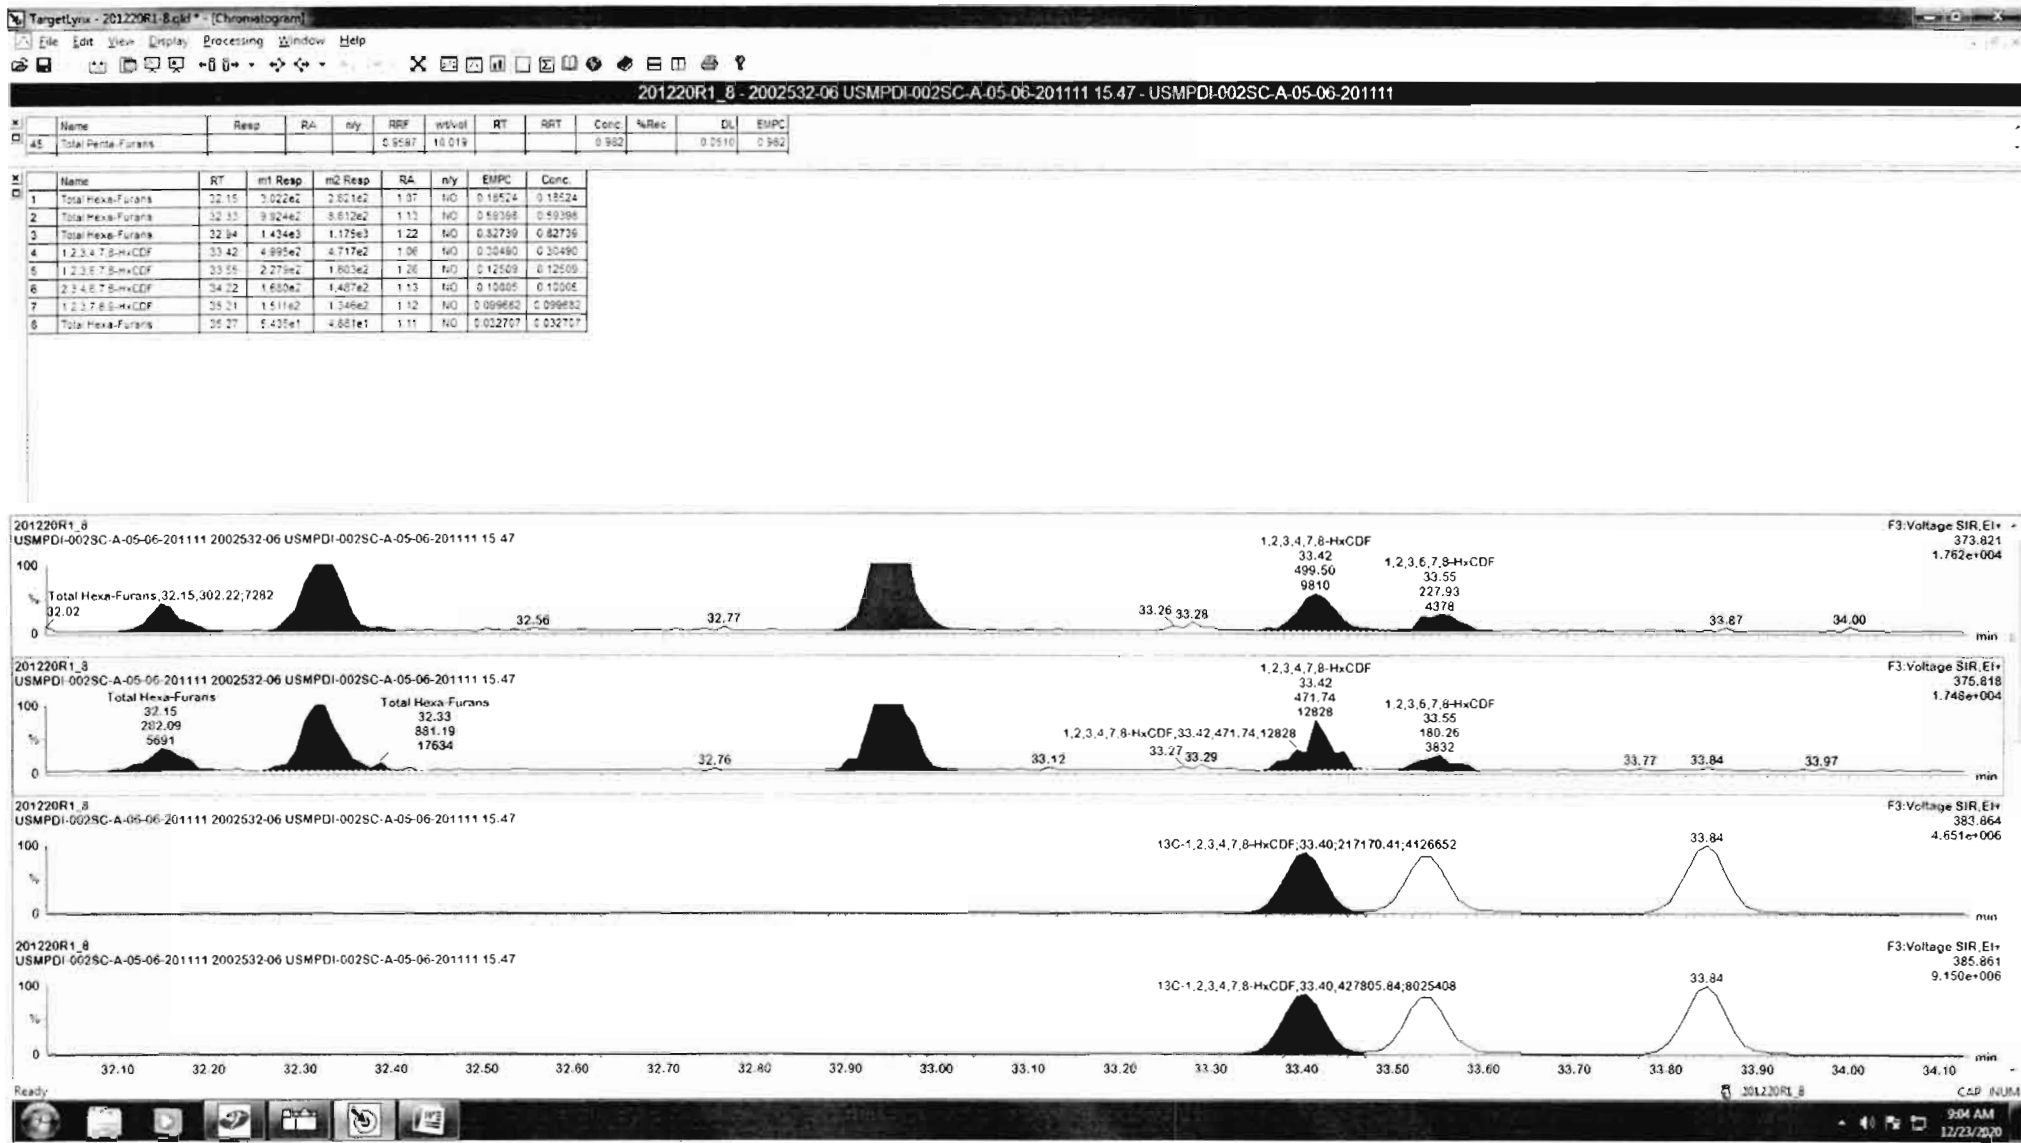 TargetLynx - 201220R1-8.qld * - [Chromatogram]
File Edit View Display Processing Window Help
201220R1_8 - 2002532-06 USMPDI-002SC-A-05-06-201111 15.47 - USMPDI-002SC-A-05-06-201111
Name Resp RA n/y RRF wt/vol RT RRT Conc. %Rec DL EMPC
45 Total Penta-Furans 0.9587 10.019 0.982 0.0510 0.982
Name RT m1 Resp m2 Resp RA n/y EMPC Conc.
1 Total Hexa-Furans 32.15 3.022e2 2.821e2 1.07 NO 0.18524 0.18524
2 Total Hexa-Furans 32.33 9.924e2 8.812e2 1.13 NO 0.59398 0.59398
3 Total Hexa-Furans 32.94 1.434e3 1.175e3 1.22 NO 0.82739 0.82739
4 1,2,3,4,7,8-HxCDF 33.42 4.995e2 4.717e2 1.06 NO 0.30490 0.30490
5 1,2,3,6,7,8-HxCDF 33.55 2.279e2 1.803e2 1.26 NO 0.12509 0.12509
6 2,3,4,6,7,8-HxCDF 34.22 1.680e2 1.487e2 1.13 NO 0.10005 0.10005
7 1,2,3,7,8,9-HxCDF 35.21 1.511e2 1.346e2 1.12 NO 0.099682 0.099682
8 Total Hexa-Furans 35.27 5.435e1 4.881e1 1.11 NO 0.032707 0.032707
201220R1_8
USMPDI-002SC-A-05-06-201111 2002532-06 USMPDI-002SC-A-05-06-201111 15.47
F3:Voltage SIR,EI+
373.821
1.762e+004
1,2,3,4,7,8-HxCDF
33.42
499.50
9810
1,2,3,6,7,8-HxCDF
33.55
227.93
4378
100
%
0
Total Hexa-Furans,32.15,302.22;7282
32.02
32.56
32.77
33.26
33.28
33.87
34.00
min
201220R1_8
USMPDI-002SC-A-05-06-201111 2002532-06 USMPDI-002SC-A-05-06-201111 15.47
F3:Voltage SIR,EI+
375.818
1.748e+004
Total Hexa-Furans
32.15
282.09
5691
Total Hexa-Furans
32.33
881.19
17634
1,2,3,4,7,8-HxCDF
33.42
471.74
12828
1,2,3,6,7,8-HxCDF
33.55
180.26
3832
1,2,3,4,7,8-HxCDF,33.42,471.74,12828
100
%
0
32.76
33.12
33.27
33.29
33.77
33.84
33.97
min
201220R1_8
USMPDI-002SC-A-05-06-201111 2002532-06 USMPDI-002SC-A-05-06-201111 15.47
F3:Voltage SIR,EI+
383.864
4.651e+006
100
%
0
13C-1,2,3,4,7,8-HxCDF;33.40;217170.41;4126652
33.84
min
201220R1_8
USMPDI-002SC-A-05-06-201111 2002532-06 USMPDI-002SC-A-05-06-201111 15.47
F3:Voltage SIR,EI+
385.861
9.150e+006
100
%
0
13C-1,2,3,4,7,8-HxCDF,33.40,427805.84;8025408
33.84
min
32.10 32.20 32.30 32.40 32.50 32.60 32.70 32.80 32.90 33.00 33.10 33.20 33.30 33.40 33.50 33.60 33.70 33.80 33.90 34.00 34.10
Ready
201220R1_8
CAP NUM
9:04 AM
12/23/2020